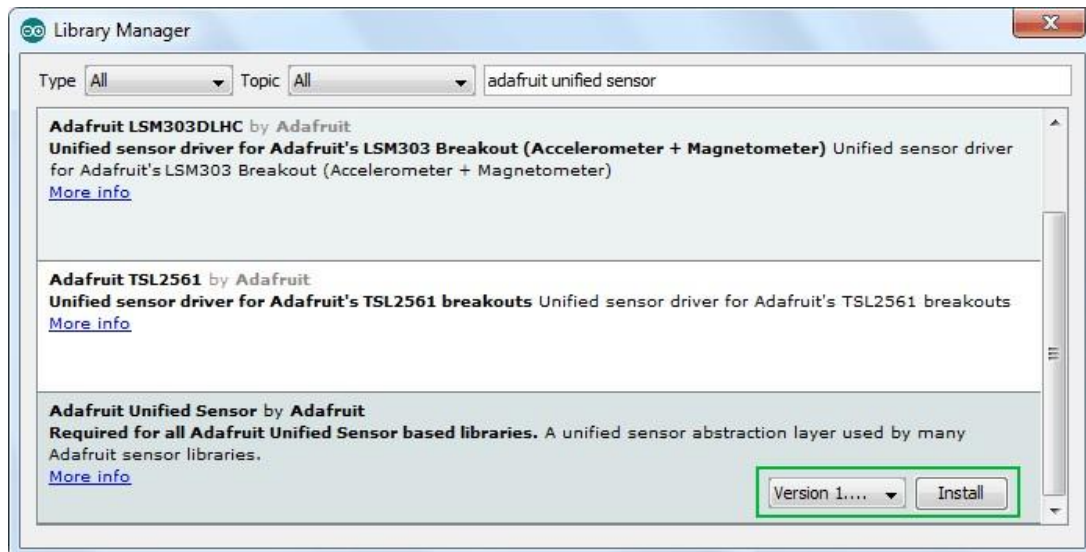 Library Manager
Type All Topic All adafruit unified sensor
Adafruit LSM303DLHC by Adafruit
Unified sensor driver for Adafruit's LSM303 Breakout (Accelerometer + Magnetometer) Unified sensor driver
for Adafruit's LSM303 Breakout (Accelerometer + Magnetometer)
More info
Adafruit TSL2561 by Adafruit
Unified sensor driver for Adafruit's TSL2561 breakouts Unified sensor driver for Adafruit's TSL2561 breakouts
More info
Adafruit Unified Sensor by Adafruit
Required for all Adafruit Unified Sensor based libraries. A unified sensor abstraction layer used by many
Adafruit sensor libraries.
More info
Version 1.... Install